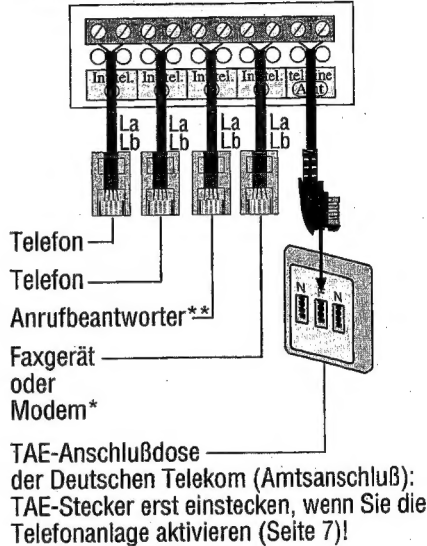 Int.tel. Int.tel. Int.tel. Int.tel. tel.line
(Amt)
La La La La
Lb Lb Lb Lb
Telefon
Telefon
Anrufbeantworter**
Faxgerät
oder
Modem*
N F N
TAE-Anschlußdose
der Deutschen Telekom (Amtsanschluß):
TAE-Stecker erst einstecken, wenn Sie die
Telefonanlage aktivieren (Seite 7)!